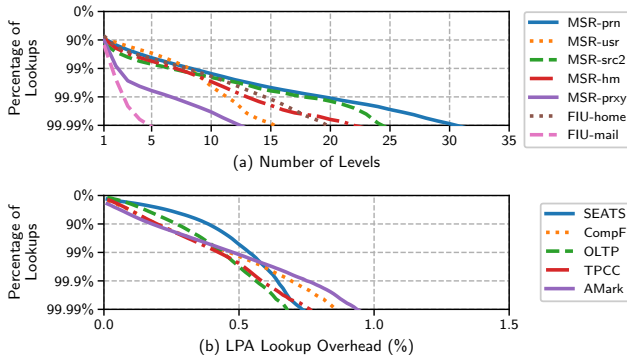 0%
90%
99%
99.9%
99.99%
Percentage of
Lookups
1 5 10 15 20 25 30 35
(a) Number of Levels
MSR-prn
MSR-usr
MSR-src2
MSR-hm
MSR-prxy
FIU-home
FIU-mail
0%
90%
99%
99.9%
99.99%
Percentage of
Lookups
0.0 0.5 1.0 1.5
(b) LPA Lookup Overhead (%)
SEATS
CompF
OLTP
TPCC
AMark